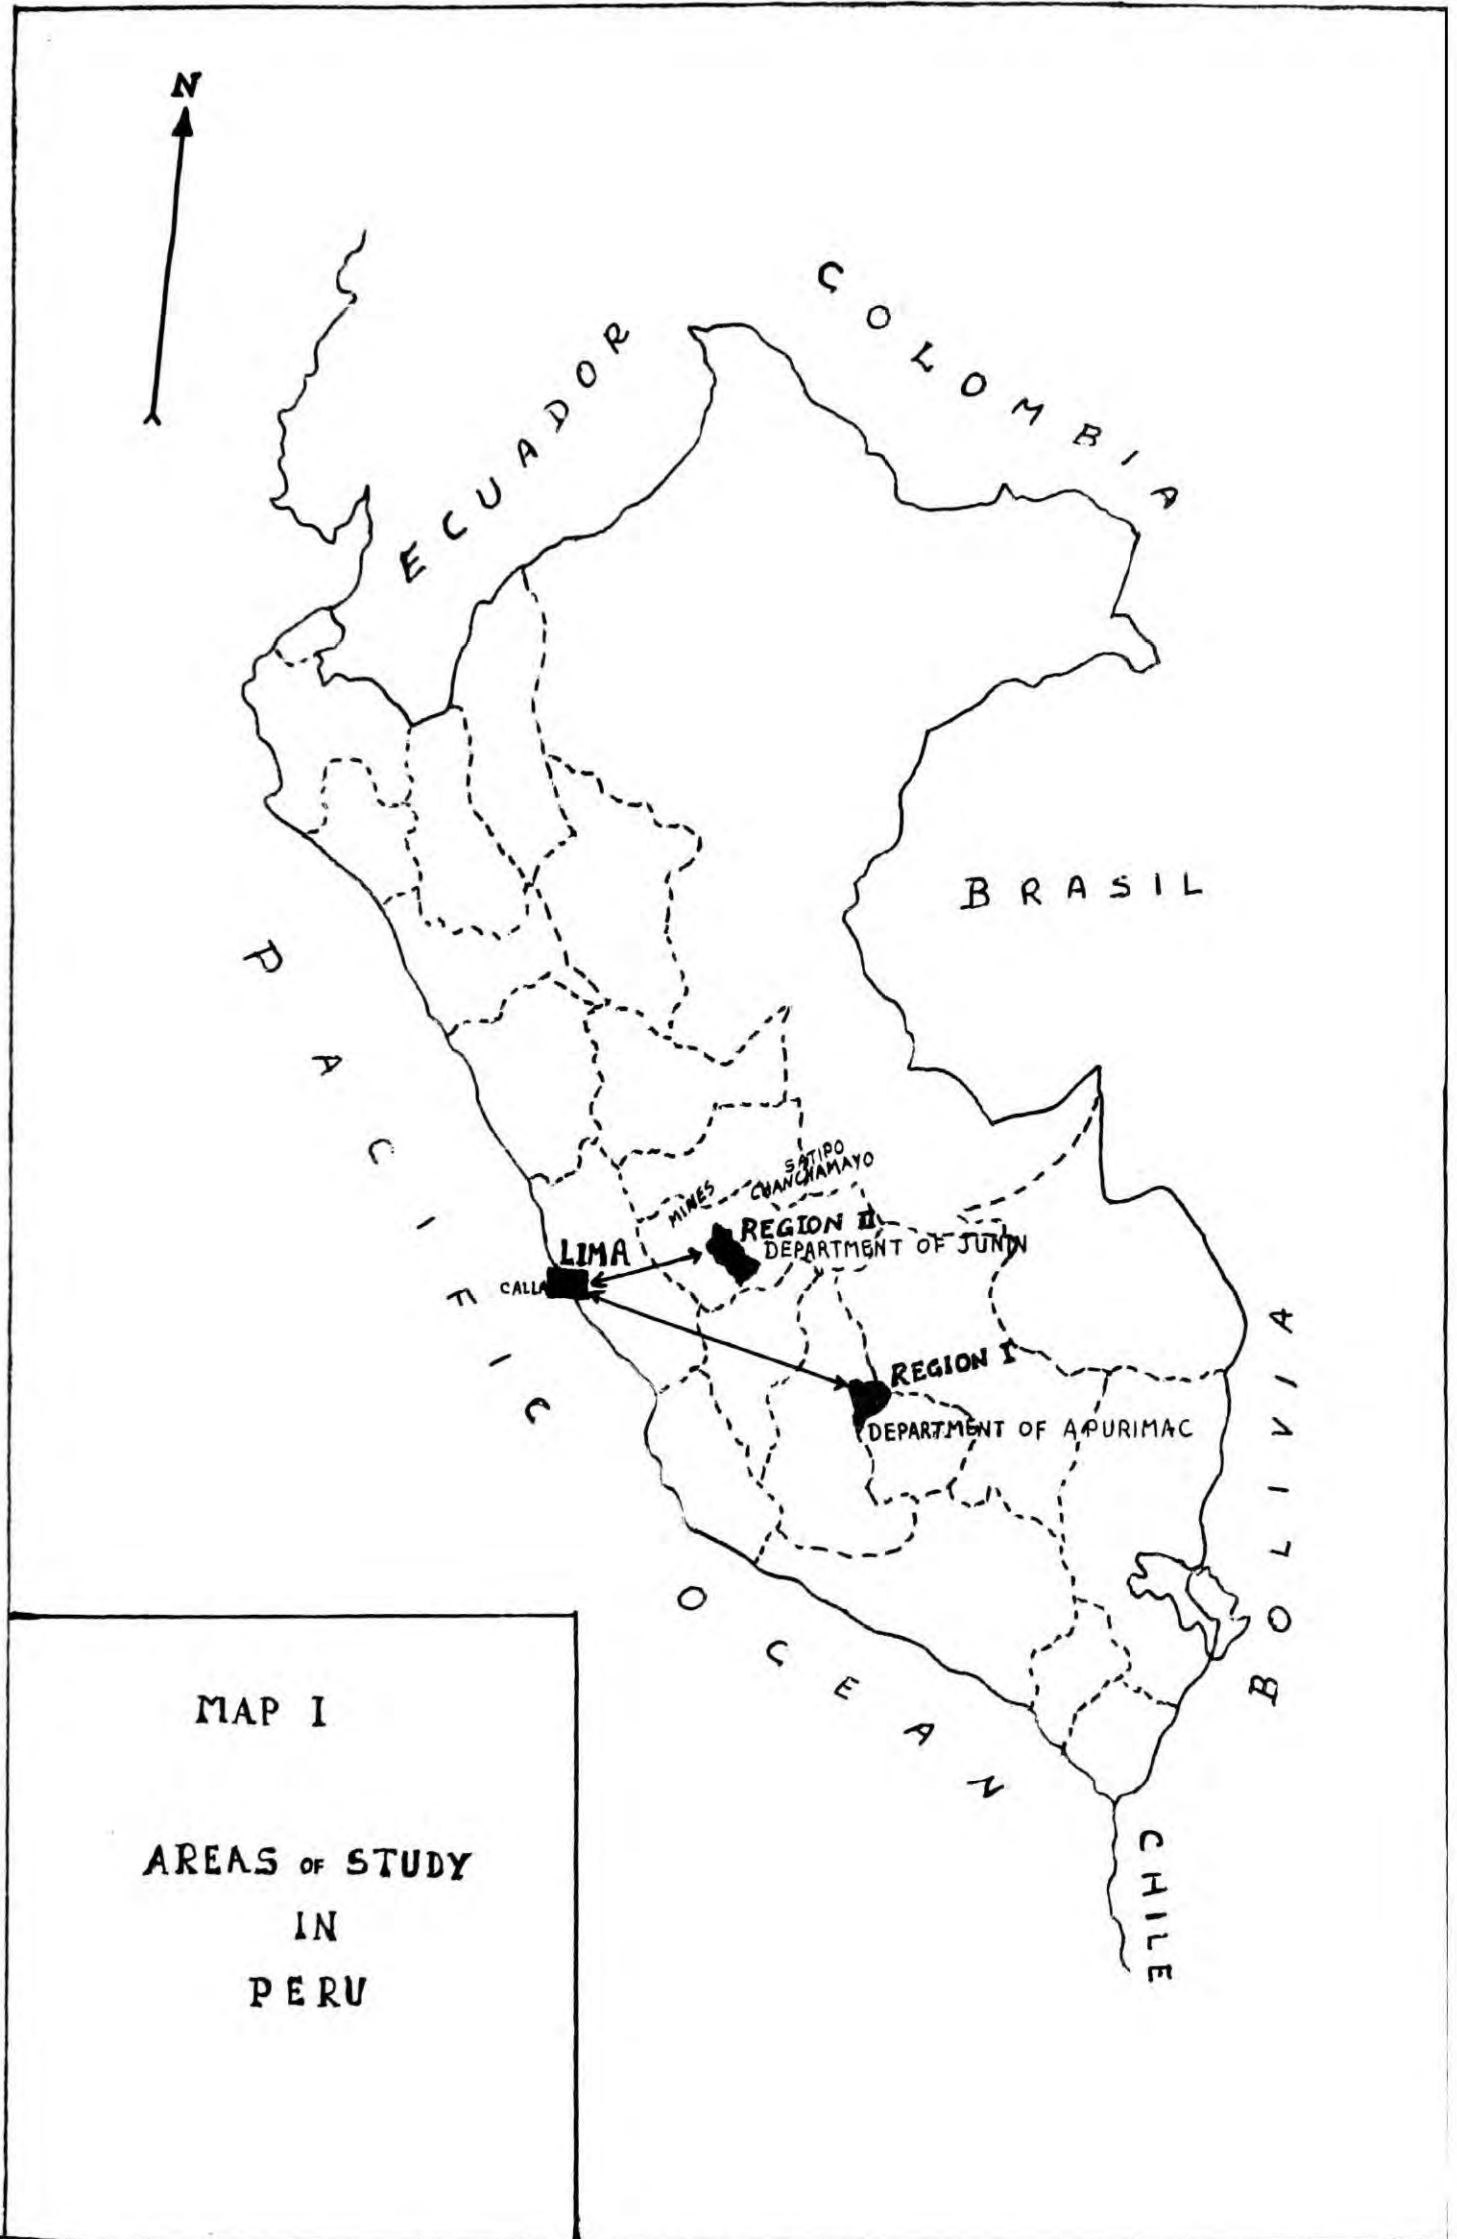 N
COLOMBIA
ECUADOR
BRASIL
PACIFIC OCEAN
SATIPO
CHANCHAMAYO
MINES
REGION II
DEPARTMENT OF JUNIN
LIMA
CALLA
REGION I
DEPARTMENT OF APURIMAC
BOLIVIA
CHILE
MAP I
AREAS OF STUDY
IN
PERU